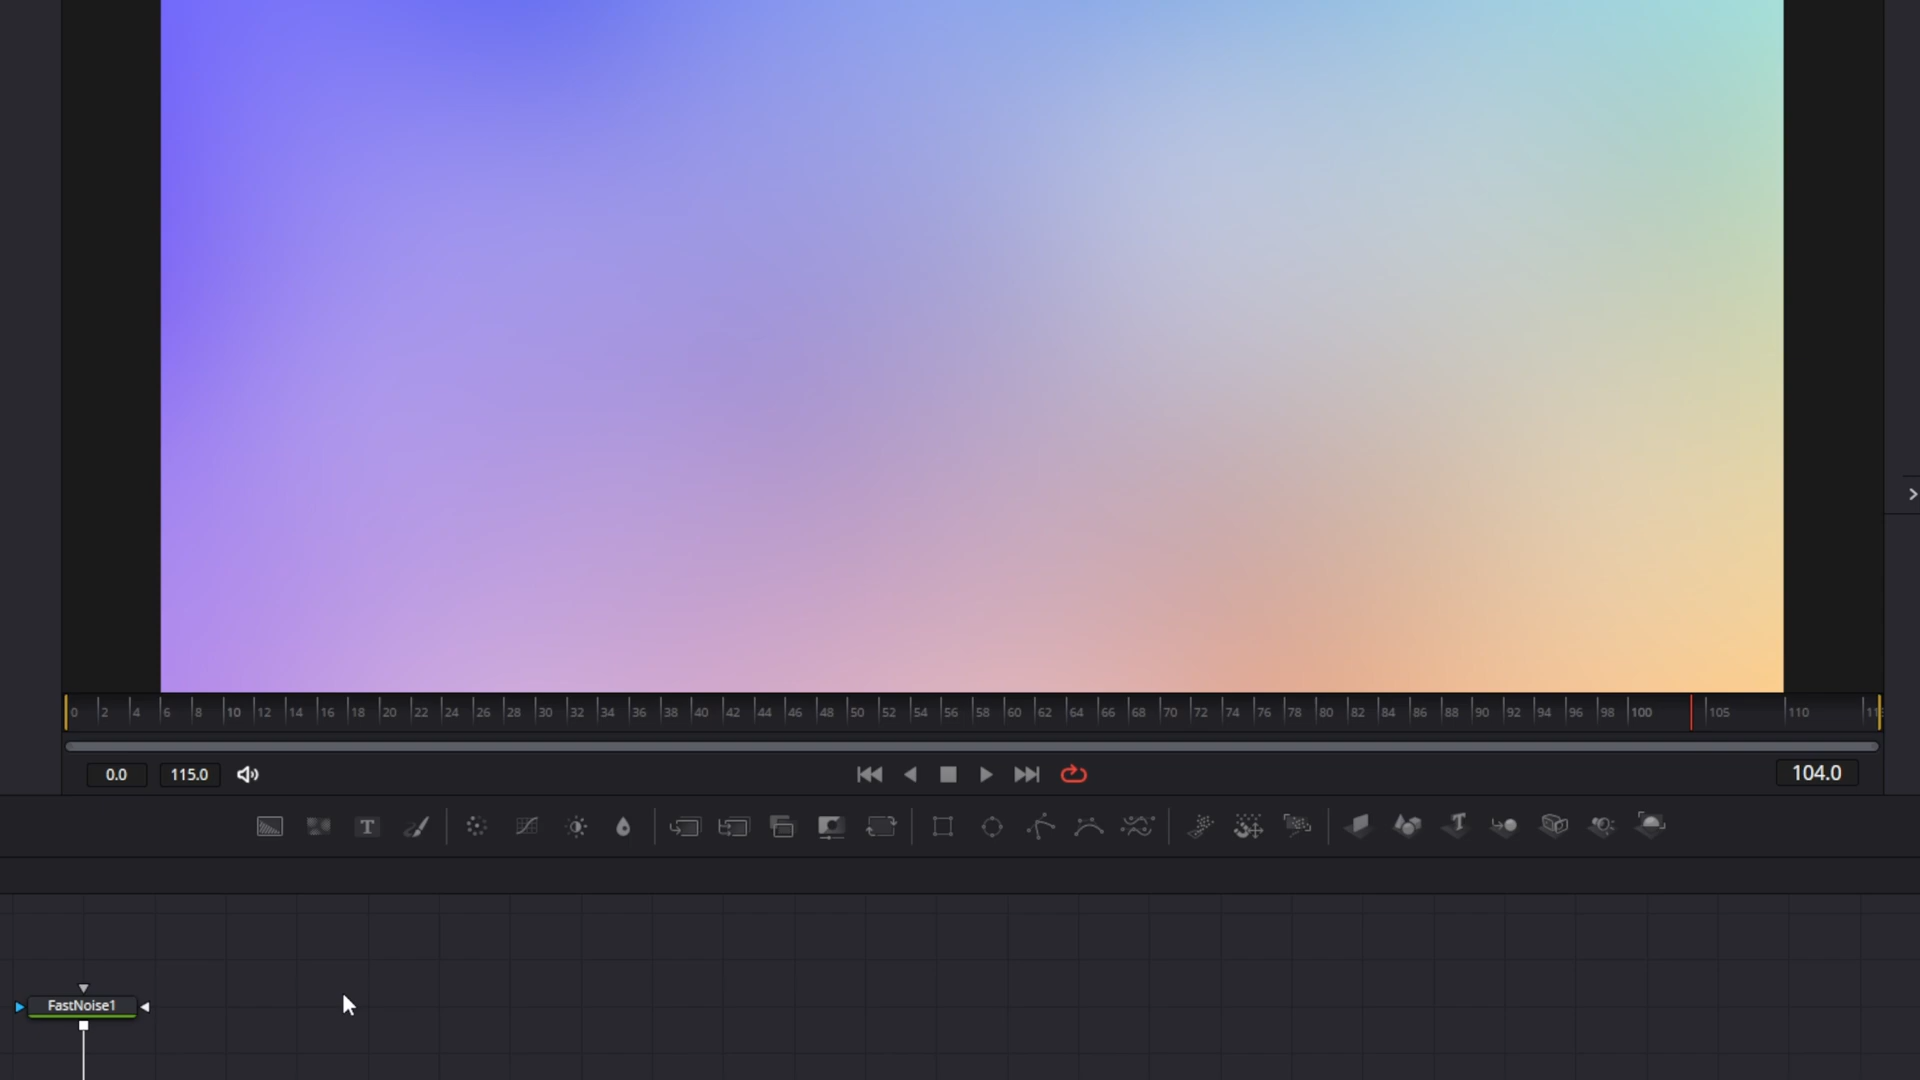 0 2 4 6 8 10 12 14 16 18 20 22 24 26 28 30 32 34 36 38 40 42 44 46 48 50 52 54 56 58 60 62 64 66 68 70 72 74 76 78 80 82 84 86 88 90 92 94 96 98 100 105 110
0.0 115.0 104.0
T
FastNoise1